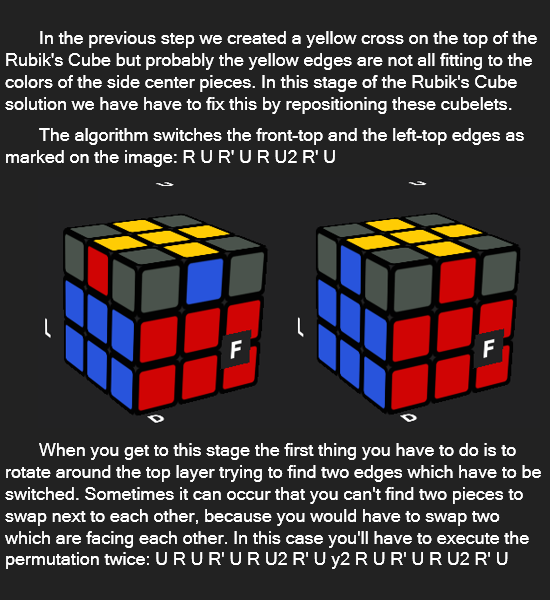 In the previous step we created a yellow cross on the top of the
Rubik's Cube but probably the yellow edges are not all fitting to the
colors of the side center pieces. In this stage of the Rubik's Cube
solution we have have to fix this by repositioning these cubelets.
The algorithm switches the front-top and the left-top edges as
marked on the image: R U R' U R U2 R' U
U U
L F L F
D D
When you get to this stage the first thing you have to do is to
rotate around the top layer trying to find two edges which have to be
switched. Sometimes it can occur that you can't find two pieces to
swap next to each other, because you would have to swap two
which are facing each other. In this case you'll have to execute the
permutation twice: U R U R' U R U2 R' U y2 R U R' U R U2 R' U